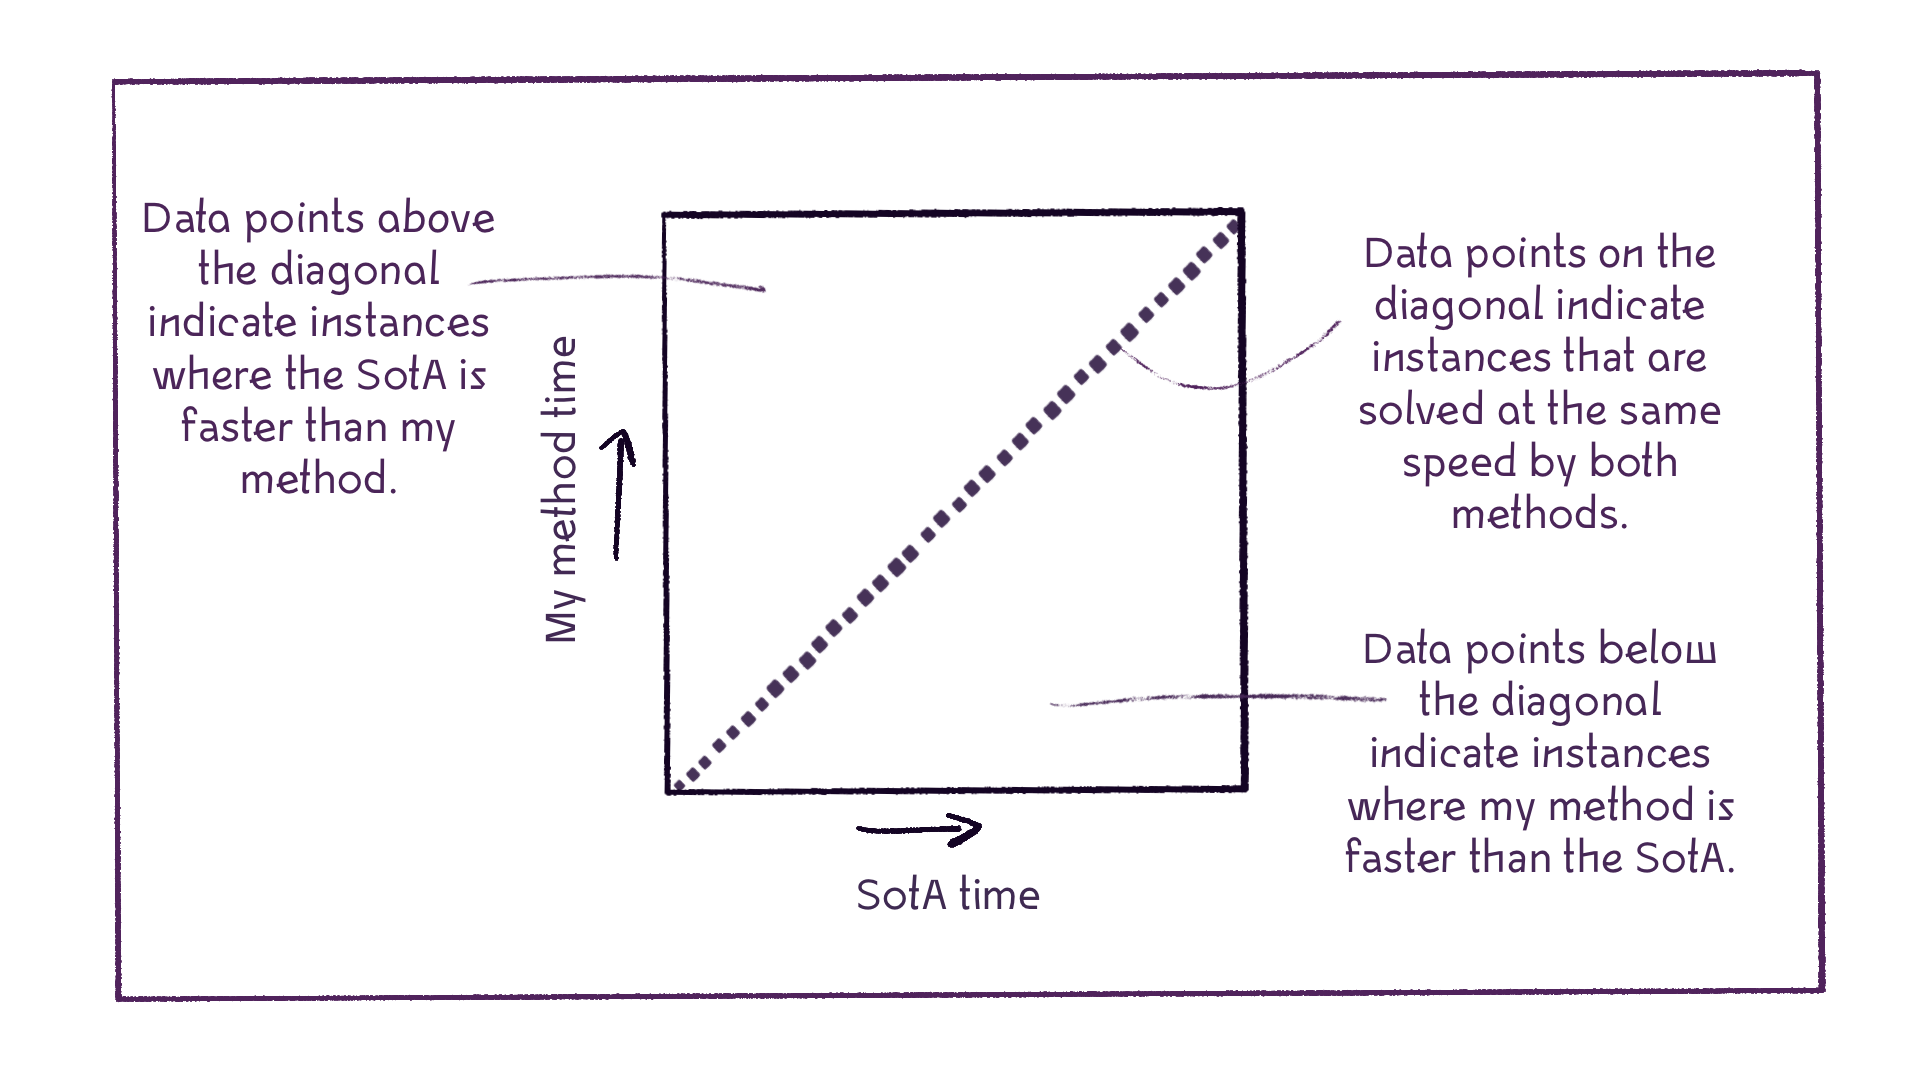 Data points above
the diagonal
indicate instances
where the SotA is
faster than my
method.
My method time
SotA time
Data points on the
diagonal indicate
instances that are
solved at the same
speed by both
methods.
Data points below
the diagonal
indicate instances
where my method is
faster than the SotA.